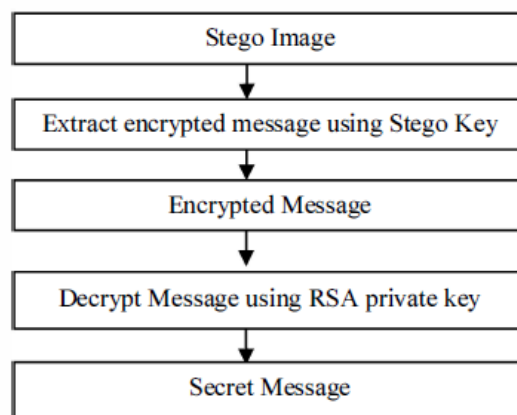 Stego Image
Extract encrypted message using Stego Key
Encrypted Message
Decrypt Message using RSA private key
Secret Message